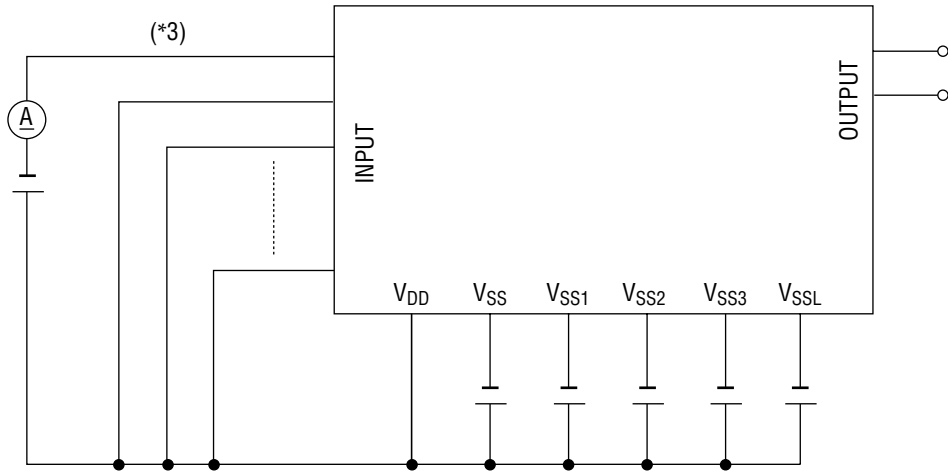 (*3)
A
INPUT
OUTPUT
VDD VSS VSS1 VSS2 VSS3 VSSL